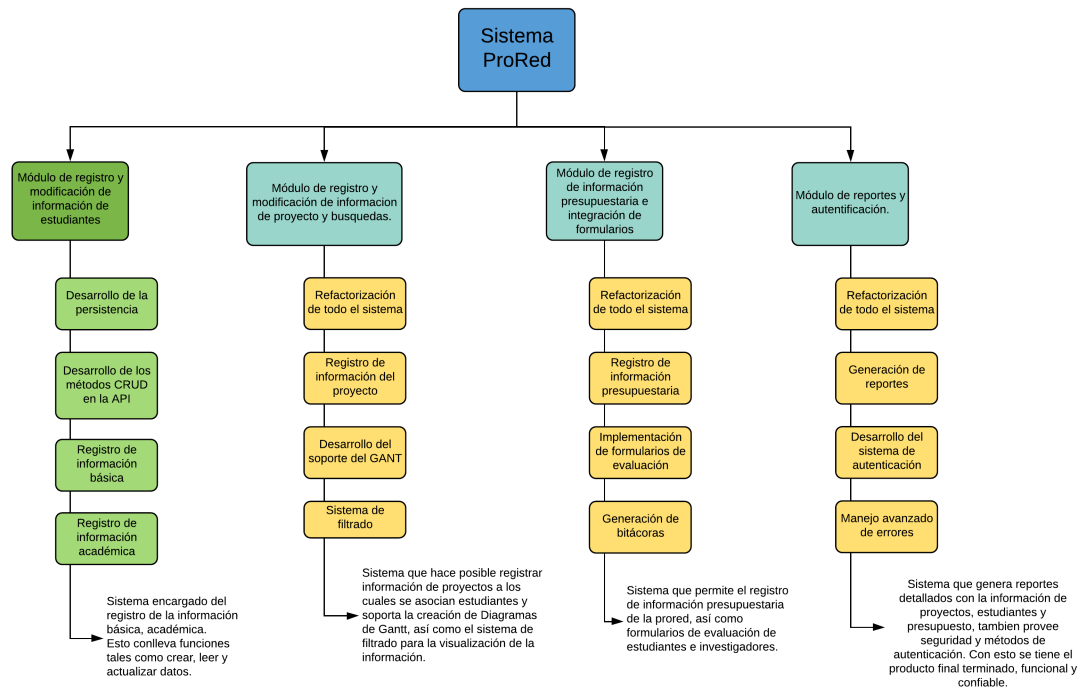 Sistema
ProRed
Módulo de registro y
modificación de
información de
estudiantes
Desarrollo de la
persistencia
Desarrollo de los
métodos CRUD
en la API
Registro de
información
básica
Registro de
información
académica
Sistema encargado del
registro de la información
básica, académica.
Esto conlleva funciones
tales como crear, leer y
actualizar datos.
Módulo de registro y
modificación de informacion
de proyecto y busquedas.
Refactorización
de todo el sistema
Registro de
información del
proyecto
Desarrollo del
soporte del GANT
Sistema de
filtrado
Sistema que hace posible registrar
información de proyectos a los
cuales se asocian estudiantes y
soporta la creación de Diagramas
de Gantt, así como el sistema de
filtrado para la visualización de la
información.
Módulo de registro
de información
presupuestaria e
integración de
formularios
Refactorización
de todo el sistema
Registro de
información
presupuestaria
Implementación
de formularios de
evaluación
Generación de
bitácoras
Sistema que permite el registro
de información presupuestaria
de la prored, así como
formularios de evaluación de
estudiantes e investigadores.
Módulo de reportes y
autentificación.
Refactorización
de todo el sistema
Generación de
reportes
Desarrollo del
sistema de
autenticación
Manejo avanzado
de errores
Sistema que genera reportes
detallados con la información de
proyectos, estudiantes y
presupuesto, tambien provee
seguridad y métodos de
autenticación. Con esto se tiene el
producto final terminado, funcional y
confiable.